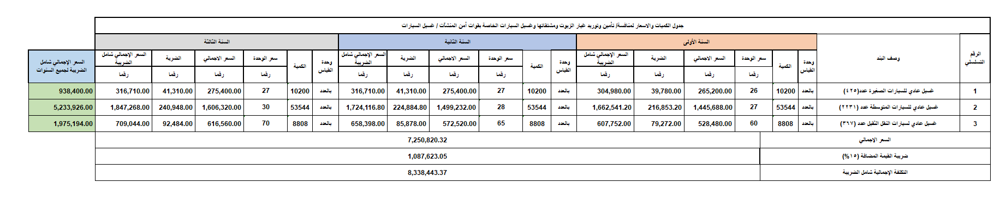 جدول الكميات والاسعار لمنافسة/ تأمين وتوريد غيار الزيوت ومشتقاتها وغسيل السيارات الخاصة بقوات أمن المنشآت / غسيل السيارات
الرقم التسلسلي وصف البند السنة الأولى السنة الثانية السنة الثالثة
وحدة القياس الكمية سعر الوحدة السعر الاجمالي الضربة السعر الإجمالي شامل الضريبة وحدة القياس الكمية سعر الوحدة السعر الاجمالي الضربة السعر الإجمالي شامل الضريبة وحدة القياس الكمية سعر الوحدة السعر الاجمالي الضربة السعر الإجمالي شامل الضريبة السعر الإجمالي شامل الضريبة لجميع السنوات
رقما رقما رقما رقما رقما رقما رقما رقما رقما رقما رقما رقما
1 غسيل عادي للسيارات الصغيرة عدد(٤٢٥) بالعدد 10200 26 265,200.00 39,780.00 304,980.00 بالعدد 10200 27 275,400.00 41,310.00 316,710.00 بالعدد 10200 27 275,400.00 41,310.00 316,710.00 938,400.00
2 غسيل عادي للسيارات المتوسطة عدد (٢٢٣١) بالعدد 53544 27 1,445,688.00 216,853.20 1,662,541.20 بالعدد 53544 28 1,499,232.00 224,884.80 1,724,116.80 بالعدد 53544 30 1,606,320.00 240,948.00 1,847,268.00 5,233,926.00
3 غسيل عادي لسيارات النقل الثقيل عدد (٣٦٧) بالعدد 8808 60 528,480.00 79,272.00 607,752.00 بالعدد 8808 65 572,520.00 85,878.00 658,398.00 بالعدد 8808 70 616,560.00 92,484.00 709,044.00 1,975,194.00
السعر الإجمالي 7,250,820.32
ضريبة القيمة المضافة (١٥%) 1,087,623.05
التكلفة الإجمالية شامل الضريبة 8,338,443.37